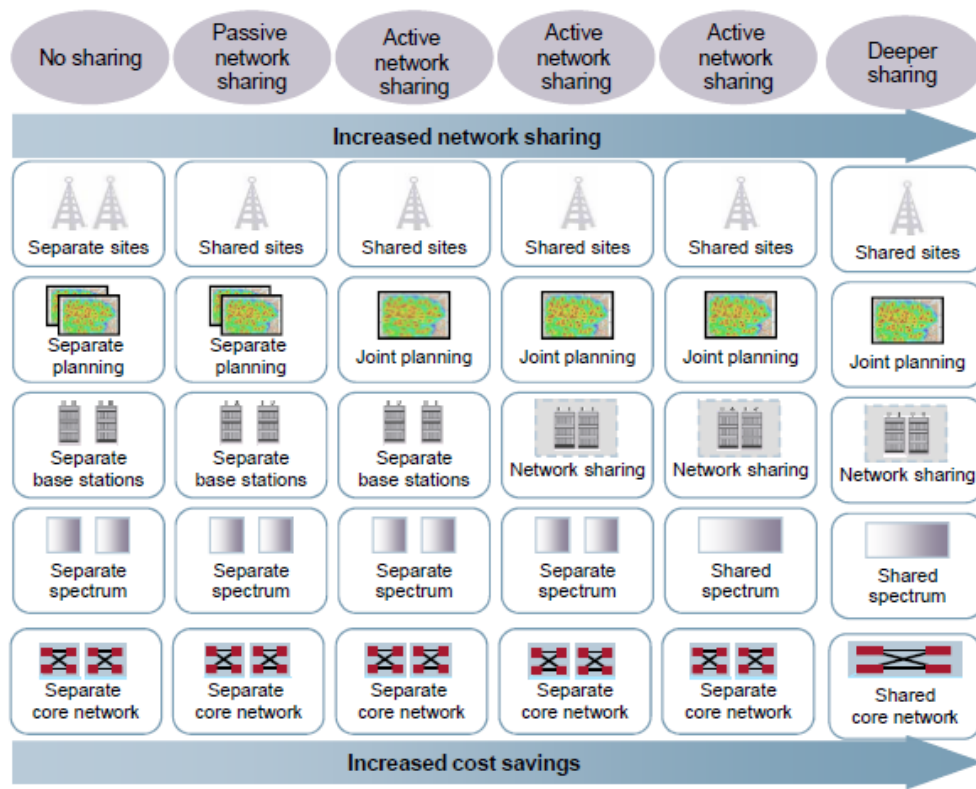 No sharing
Passive
network
sharing
Active
network
sharing
Active
network
sharing
Active
network
sharing
Deeper
sharing
Increased network sharing
Separate sites
Shared sites
Shared sites
Shared sites
Shared sites
Shared sites
Separate
planning
Separate
planning
Joint planning
Joint planning
Joint planning
Joint planning
Separate
base stations
Separate
base stations
Separate
base stations
Network sharing
Network sharing
Network sharing
Separate
spectrum
Separate
spectrum
Separate
spectrum
Separate
spectrum
Shared
spectrum
Shared
spectrum
Separate
core network
Separate
core network
Separate
core network
Separate
core network
Separate
core network
Shared
core network
Increased cost savings